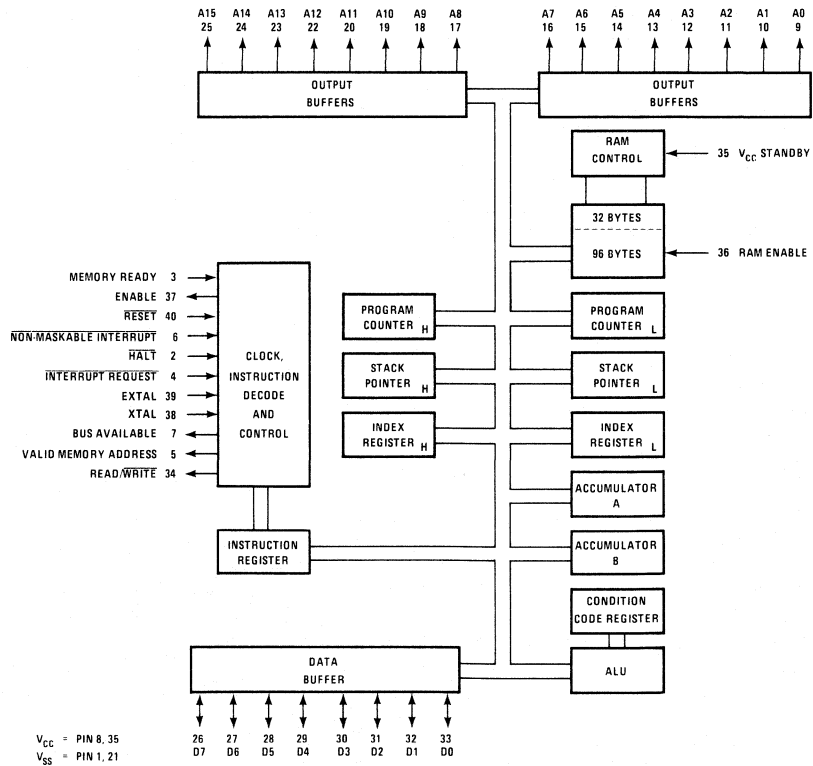 A15 A14 A13 A12 A11 A10 A9 A8 A7 A6 A5 A4 A3 A2 A1 A0
25 24 23 22 20 19 18 17 16 15 14 13 12 11 10 9
OUTPUT
BUFFERS
OUTPUT
BUFFERS
RAM
CONTROL
35 VCC STANDBY
32 BYTES
96 BYTES
36 RAM ENABLE
MEMORY READY 3
ENABLE 37
RESET 40
NON-MASKABLE INTERRUPT 6
HALT 2
INTERRUPT REQUEST 4
EXTAL 39
XTAL 38
BUS AVAILABLE 7
VALID MEMORY ADDRESS 5
READ/WRITE 34
CLOCK,
INSTRUCTION
DECODE
AND
CONTROL
PROGRAM
COUNTER H
PROGRAM
COUNTER L
STACK
POINTER H
STACK
POINTER L
INDEX
REGISTER H
INDEX
REGISTER L
ACCUMULATOR
A
INSTRUCTION
REGISTER
ACCUMULATOR
B
CONDITION
CODE REGISTER
ALU
DATA
BUFFER
26 27 28 29 30 31 32 33
D7 D6 D5 D4 D3 D2 D1 D0
VCC = PIN 8, 35
VSS = PIN 1, 21